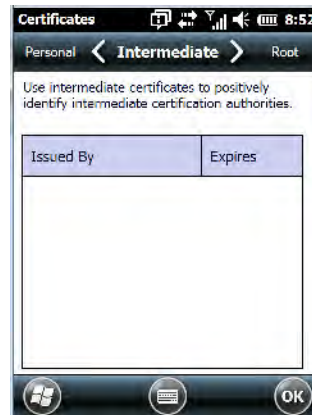 Certificates 8:52
Personal Intermediate Root
Use intermediate certificates to positively
identify intermediate certification authorities.
Issued By Expires
OK